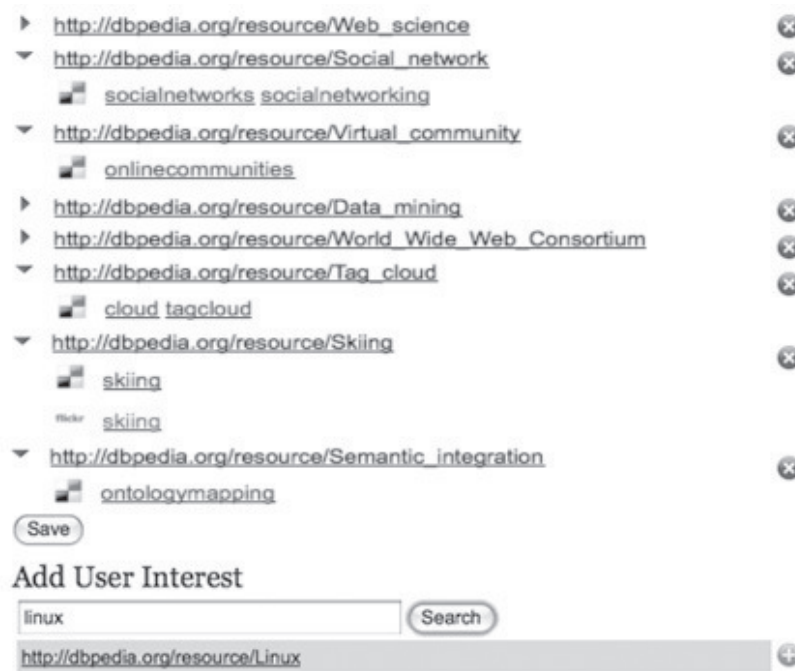 http://dbpedia.org/resource/Web_science
http://dbpedia.org/resource/Social_network
socialnetworks socialnetworking
http://dbpedia.org/resource/Virtual_community
onlinecommunities
http://dbpedia.org/resource/Data_mining
http://dbpedia.org/resource/World_Wide_Web_Consortium
http://dbpedia.org/resource/Tag_cloud
cloud tagcloud
http://dbpedia.org/resource/Skiing
skiing
flickr skiing
http://dbpedia.org/resource/Semantic_integration
ontologymapping
Save
Add User Interest
linux Search
http://dbpedia.org/resource/Linux